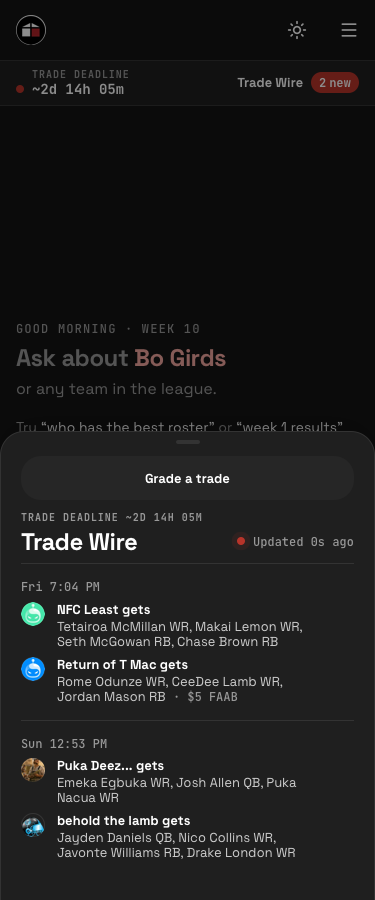 TRADE DEADLINE
~2d 14h 05m
Trade Wire
2 new
GOOD MORNING · WEEK 10
Ask about Bo Girds
or any team in the league.
Try “who has the best roster” or “week 1 results”
Grade a trade
TRADE DEADLINE ~2D 14H 05M
Trade Wire
Updated 0s ago
Fri 7:04 PM
NFC Least gets
Tetairoa McMillan WR, Makai Lemon WR,
Seth McGowan RB, Chase Brown RB
Return of T Mac gets
Rome Odunze WR, CeeDee Lamb WR,
Jordan Mason RB · $5 FAAB
Sun 12:53 PM
Puka Deez... gets
Emeka Egbuka WR, Josh Allen QB, Puka
Nacua WR
behold the lamb gets
Jayden Daniels QB, Nico Collins WR,
Javonte Williams RB, Drake London WR